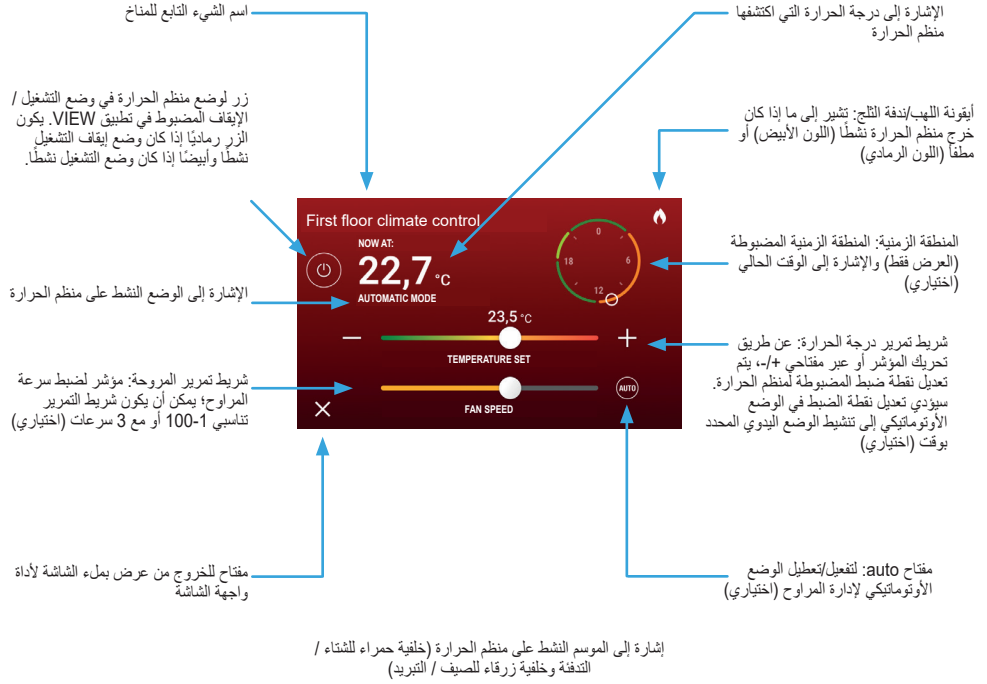 اسم الشيء التابع للمناخ
الإشارة إلى درجة الحرارة التي اكتشفها
منظم الحرارة
زر لوضع منظم الحرارة في وضع التشغيل /
الإيقاف المضبوط في تطبيق VIEW. يكون
الزر رماديًا إذا كان وضع إيقاف التشغيل
نشطًا وأبيضًا إذا كان وضع التشغيل نشطًا.
أيقونة اللهب/ندفة الثلج: تشير إلى ما إذا كان
خرج منظم الحرارة نشطًا (اللون الأبيض) أو
مطفأ (اللون الرمادي)
First floor climate control
NOW AT:
22,7 °C
AUTOMATIC MODE
0
6
12
18
المنطقة الزمنية: المنطقة الزمنية المضبوطة
(العرض فقط) والإشارة إلى الوقت الحالي
(اختياري)
الإشارة إلى الوضع النشط على منظم الحرارة
23,5 °C
TEMPERATURE SET
شريط تمرير درجة الحرارة: عن طريق
تحريك المؤشر أو عبر مفتاحي +/-، يتم
تعديل نقطة ضبط المضبوطة لمنظم الحرارة.
سيؤدي تعديل نقطة الضبط في الوضع
الأوتوماتيكي إلى تنشيط الوضع اليدوي المحدد
بوقت (اختياري)
شريط تمرير المروحة: مؤشر لضبط سرعة
المراوح؛ يمكن أن يكون شريط التمرير
تناسبي 1-100 أو مع 3 سرعات (اختياري)
AUTO
FAN SPEED
مفتاح للخروج من عرض بملء الشاشة لأداة
واجهة الشاشة
مفتاح auto: لتفعيل/تعطيل الوضع
الأوتوماتيكي لإدارة المراوح (اختياري)
إشارة إلى الموسم النشط على منظم الحرارة (خلفية حمراء للشتاء /
التدفئة وخلفية زرقاء للصيف / التبريد)